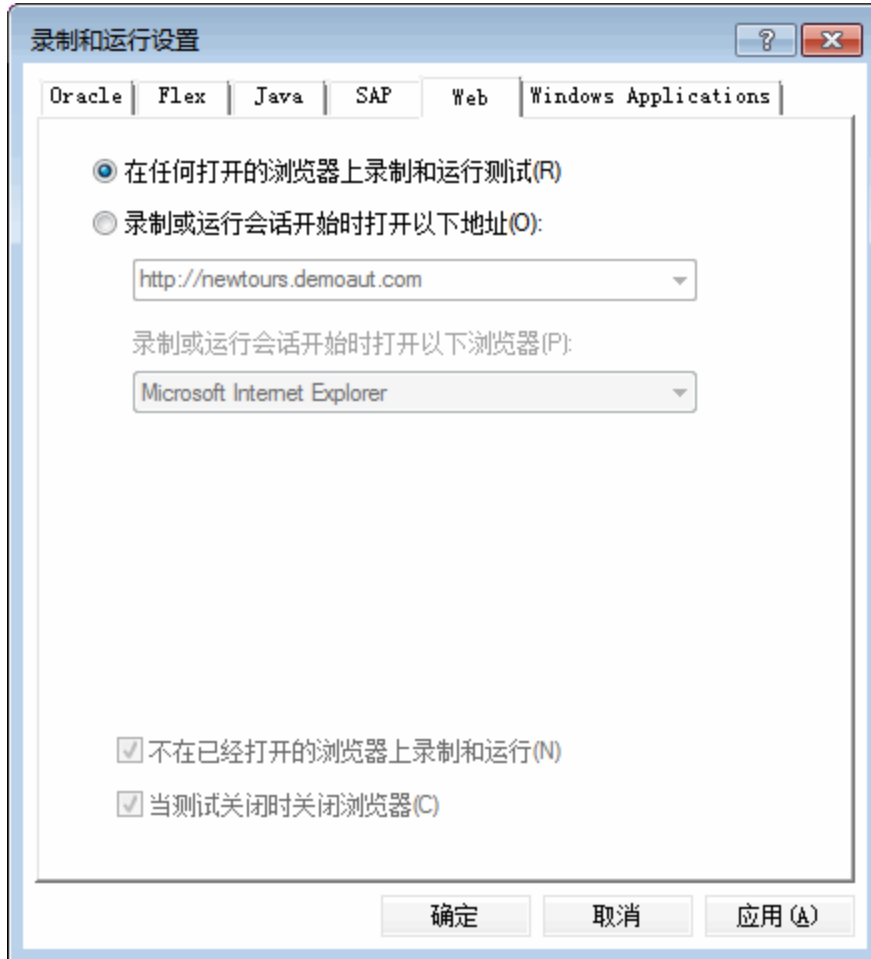 录制和运行设置
Oracle Flex Java SAP Web Windows Applications
在任何打开的浏览器上录制和运行测试(R)
录制或运行会话开始时打开以下地址(O):
http://newtours.demoaut.com
录制或运行会话开始时打开以下浏览器(P):
Microsoft Internet Explorer
不在已经打开的浏览器上录制和运行(N)
当测试关闭时关闭浏览器(C)
确定 取消 应用(A)